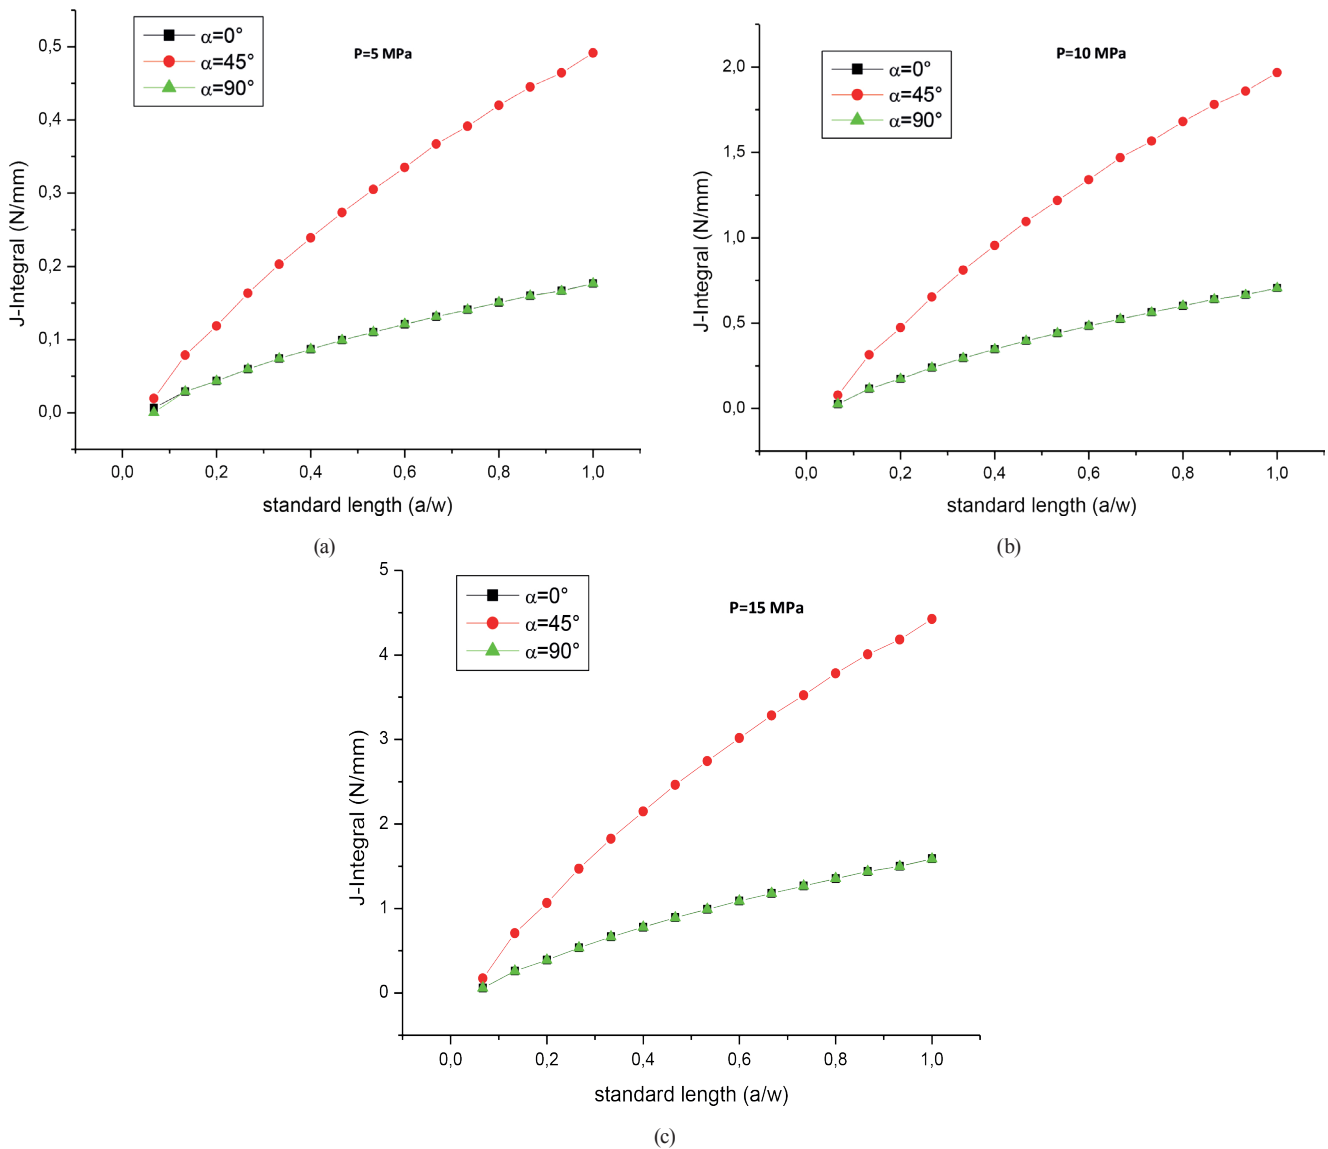 α=0°
α=45°
α=90°
P=5 MPa
0,5
0,4
0,3
0,2
0,1
0,0
J-Integral (N/mm)
0,0 0,2 0,4 0,6 0,8 1,0
standard length (a/w)
(a)
α=0°
α=45°
α=90°
P=10 MPa
2,0
1,5
1,0
0,5
0,0
J-Integral (N/mm)
0,0 0,2 0,4 0,6 0,8 1,0
standard length (a/w)
(b)
α=0°
α=45°
α=90°
P=15 MPa
5
4
3
2
1
0
J-Integral (N/mm)
0,0 0,2 0,4 0,6 0,8 1,0
standard length (a/w)
(c)